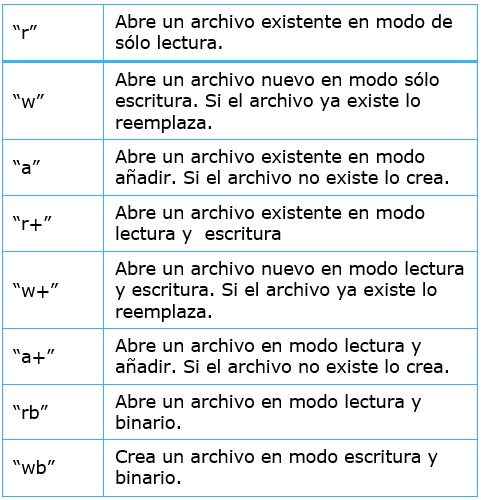 “r”
Abre un archivo existente en modo de
sólo lectura.
“w”
Abre un archivo nuevo en modo sólo
escritura. Si el archivo ya existe lo
reemplaza.
“a”
Abre un archivo existente en modo
añadir. Si el archivo no existe lo crea.
“r+”
Abre un archivo existente en modo
lectura y  escritura
“w+”
Abre un archivo nuevo en modo lectura
y escritura. Si el archivo ya existe lo
reemplaza.
“a+”
Abre un archivo en modo lectura y
añadir. Si el archivo no existe lo crea.
“rb”
Abre un archivo en modo lectura y
binario.
“wb”
Crea un archivo en modo escritura y
binario.